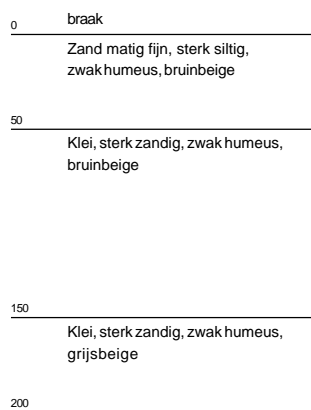 braak
0
Zand matig fijn, sterk siltig,
zwak humeus, bruinbeige
50
Klei, sterk zandig, zwak humeus,
bruinbeige
150
Klei, sterk zandig, zwak humeus,
grijsbeige
200